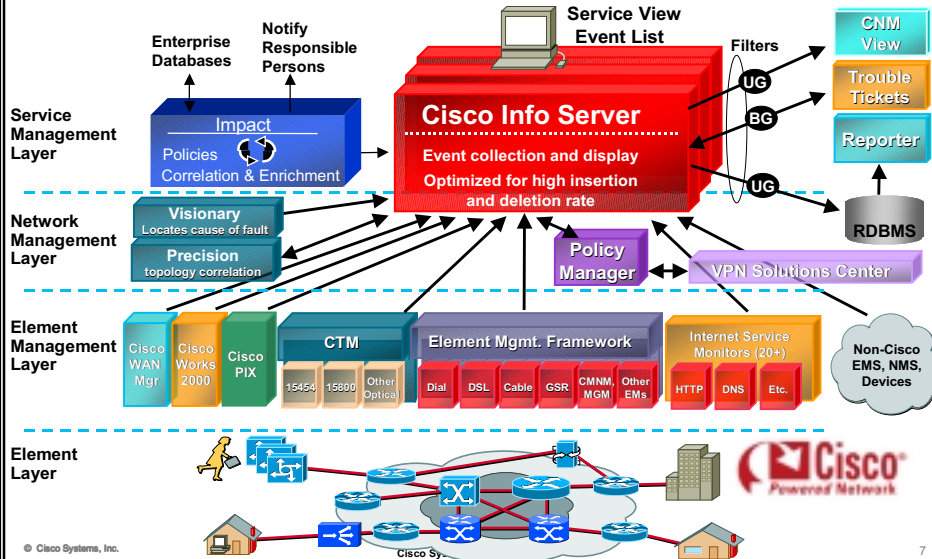 Service View
Event List
Enterprise
Databases
Notify
Responsible
Persons
Filters
CNM
View
Trouble
Tickets
Reporter
RDBMS
UG
BG
UG
Service
Management
Layer
Impact
Policies
Correlation & Enrichment
Cisco Info Server
Event collection and display
Optimized for high insertion
and deletion rate
Network
Management
Layer
Visionary
Locates cause of fault
Precision
topology correlation
Policy
Manager
VPN Solutions Center
Element
Management
Layer
Cisco
WAN
Mgr
Cisco
Works
2000
Cisco
PIX
CTM
15454
15800
Other
Optical
Element Mgmt. Framework
Dial
DSL
Cable
GSR
CMNM,
MGM
Other
EMs
Internet Service
Monitors (20+)
HTTP
DNS
Etc.
Non-Cisco
EMS, NMS,
Devices
Element
Layer
Cisco
Powered Network
© Cisco Systems, Inc.
Cisco Sy
7